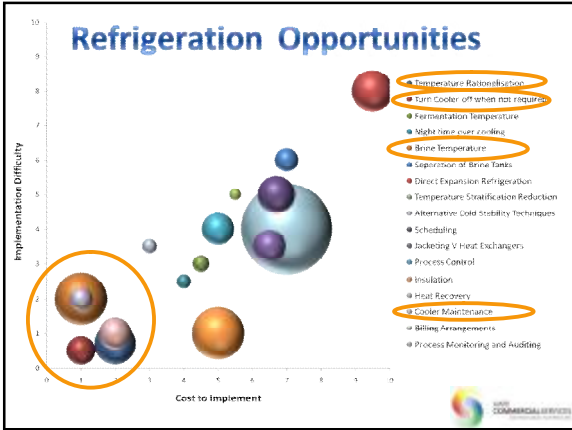 Refrigeration Opportunities
10
9
8
7
6
5
4
3
2
1
0
Implementation Difficulty
0 1 2 3 4 5 6 7 8 9 10
Cost to Implement
Temperature Rationalisation
Turn Cooler off when not required
Fermentation Temperature
Night time over cooling
Brine Temperature
Seperation of Brine Tanks
Direct Expansion Refrigeration
Temperature Stratification Reduction
Alternative Cold Stability Techniques
Scheduling
Jacketing V Heat Exchangers
Process Control
Insulation
Heat Recovery
Cooler Maintenance
Billing Arrangements
Process Monitoring and Auditing
COMMERCIALSERVICES